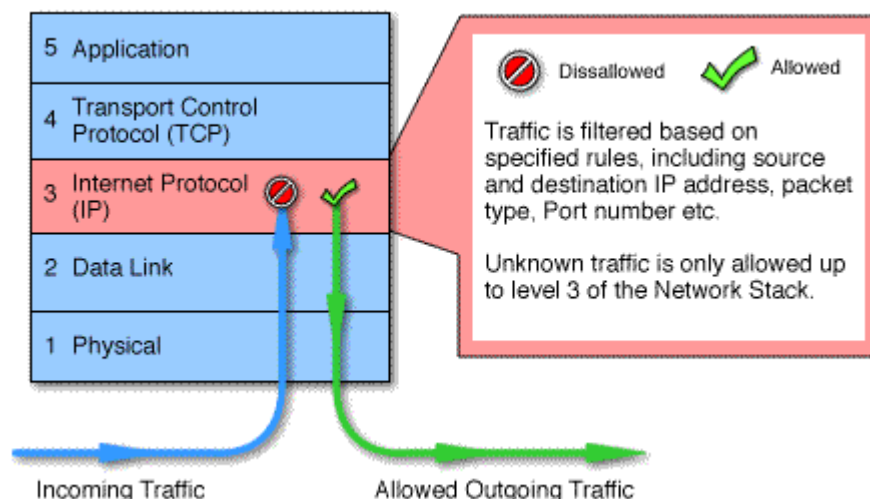 5 Application
4 Transport Control
Protocol (TCP)
3 Internet Protocol
(IP)
2 Data Link
1 Physical
Incoming Traffic
Allowed Outgoing Traffic
Dissallowed
Allowed
Traffic is filtered based on
specified rules, including source
and destination IP address, packet
type, Port number etc.
Unknown traffic is only allowed up
to level 3 of the Network Stack.